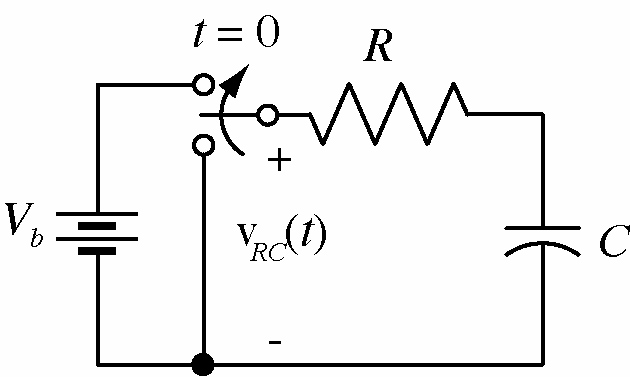 t = 0
R
+
V_b
v_RC(t)
C
-